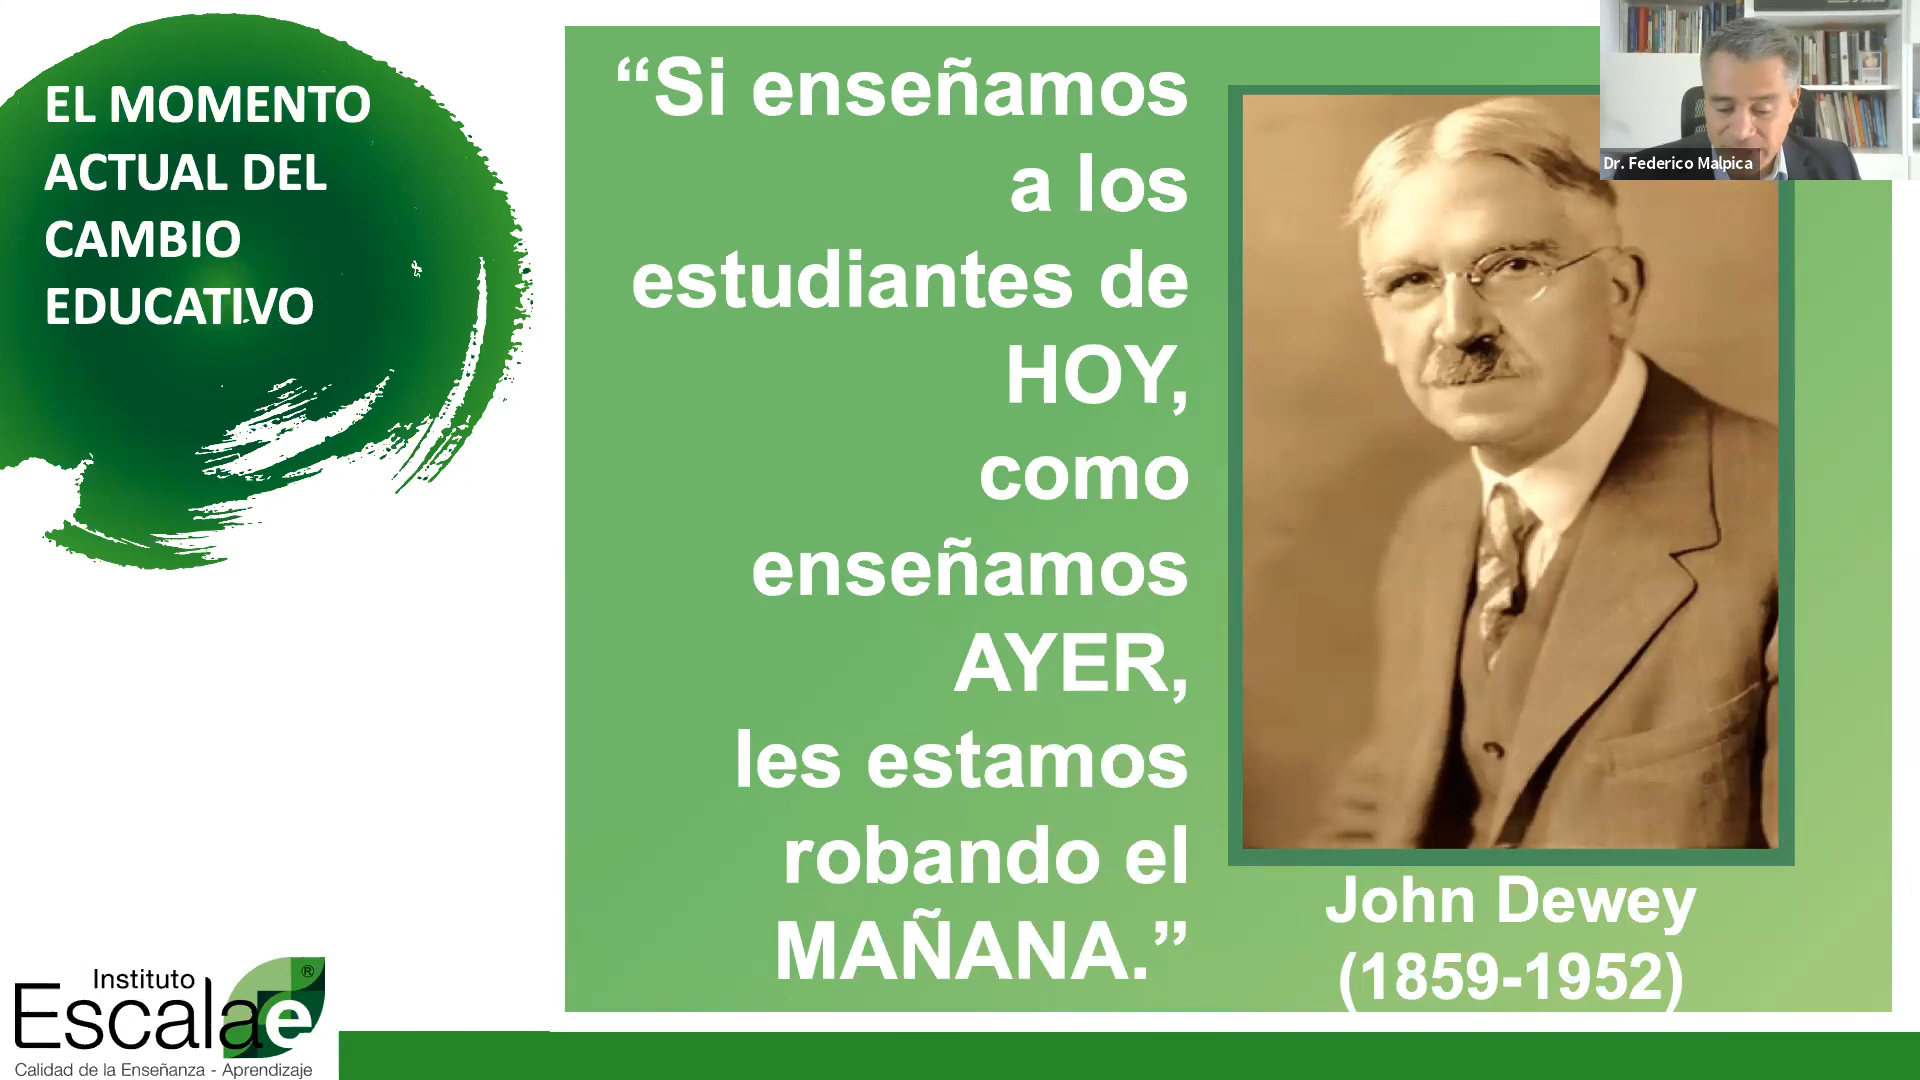 EL MOMENTO
ACTUAL DEL
CAMBIO
EDUCATIVO
“Si enseñamos
a los
estudiantes de
HOY,
como
enseñamos
AYER,
les estamos
robando el
MAÑANA.”
Dr. Federico Malpica
John Dewey
(1859-1952)
Instituto
Escalae
®
Calidad de la Enseñanza - Aprendizaje